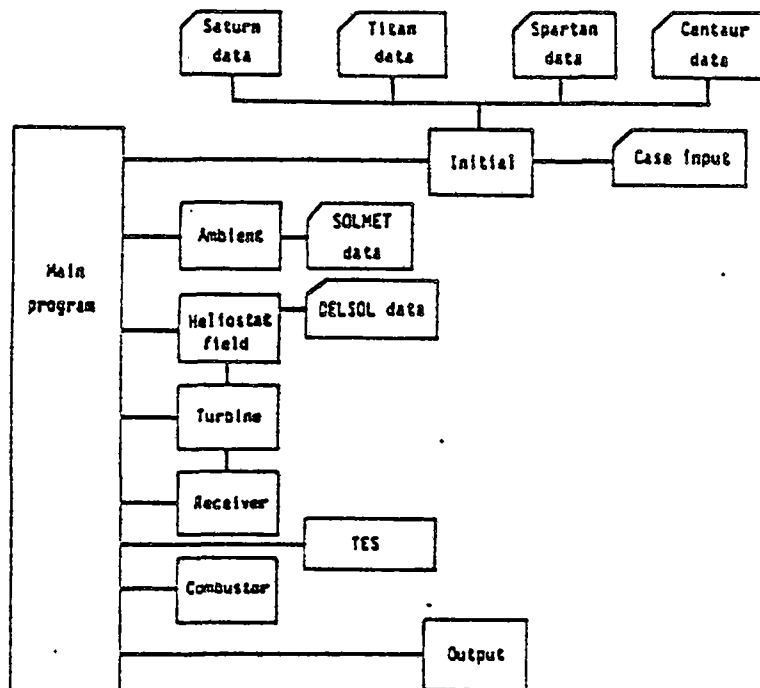 Saturn data
Titan data
Spartan data
Centaur data
Initial
Case input
Ambient
SOLMET data
Main program
Heliostat field
DELSOL data
Turbine
Receiver
TES
Combustor
Output